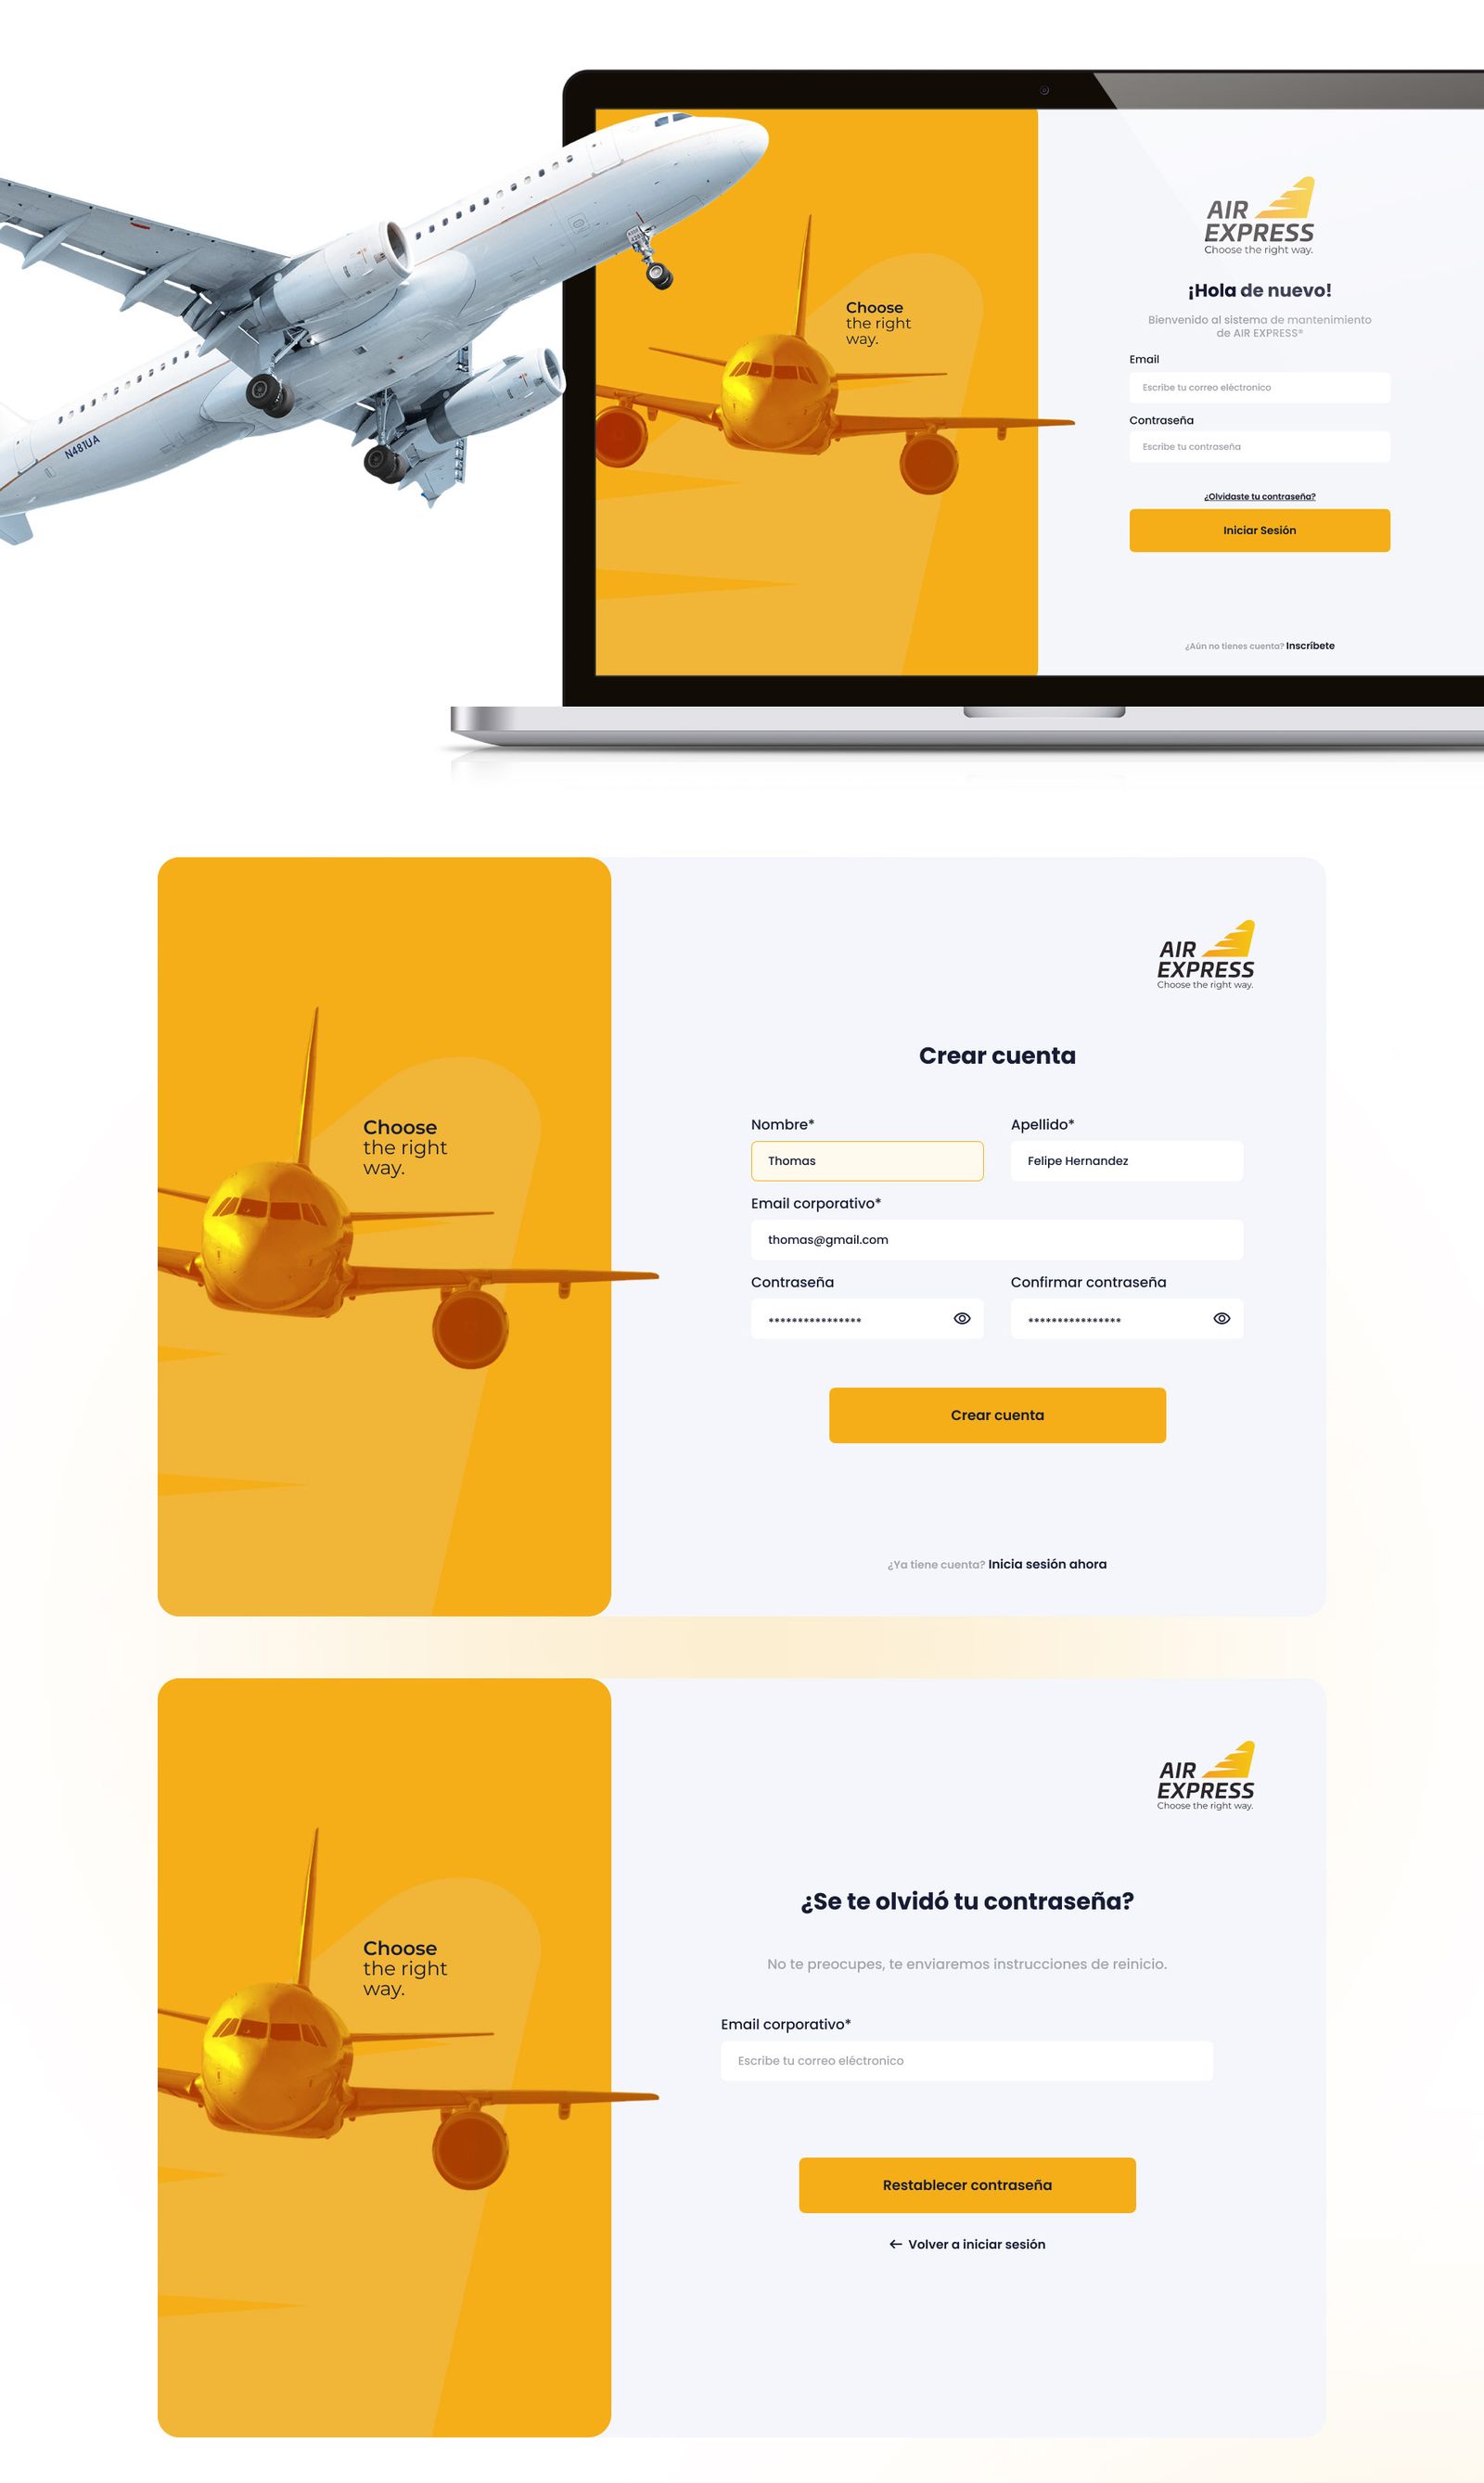 N481UA
AIR
EXPRESS
Choose the right way.
¡Hola de nuevo!
Bienvenido al sistema de mantenimiento
de AIR EXPRESS®
Choose
the right
way.
Email
Escribe tu correo eléctronico
Contraseña
Escribe tu contraseña
¿Olvidaste tu contraseña?
Iniciar Sesión
¿Aún no tienes cuenta? Inscríbete
AIR
EXPRESS
Choose the right way.
Crear cuenta
Choose
the right
way.
Nombre* Apellido*
Thomas Felipe Hernandez
Email corporativo*
thomas@gmail.com
Contraseña Confirmar contraseña
**************** ****************
Crear cuenta
¿Ya tiene cuenta? Inicia sesión ahora
AIR
EXPRESS
Choose the right way.
¿Se te olvidó tu contraseña?
Choose
the right
way.
No te preocupes, te enviaremos instrucciones de reinicio.
Email corporativo*
Escribe tu correo eléctronico
Restablecer contraseña
← Volver a iniciar sesión